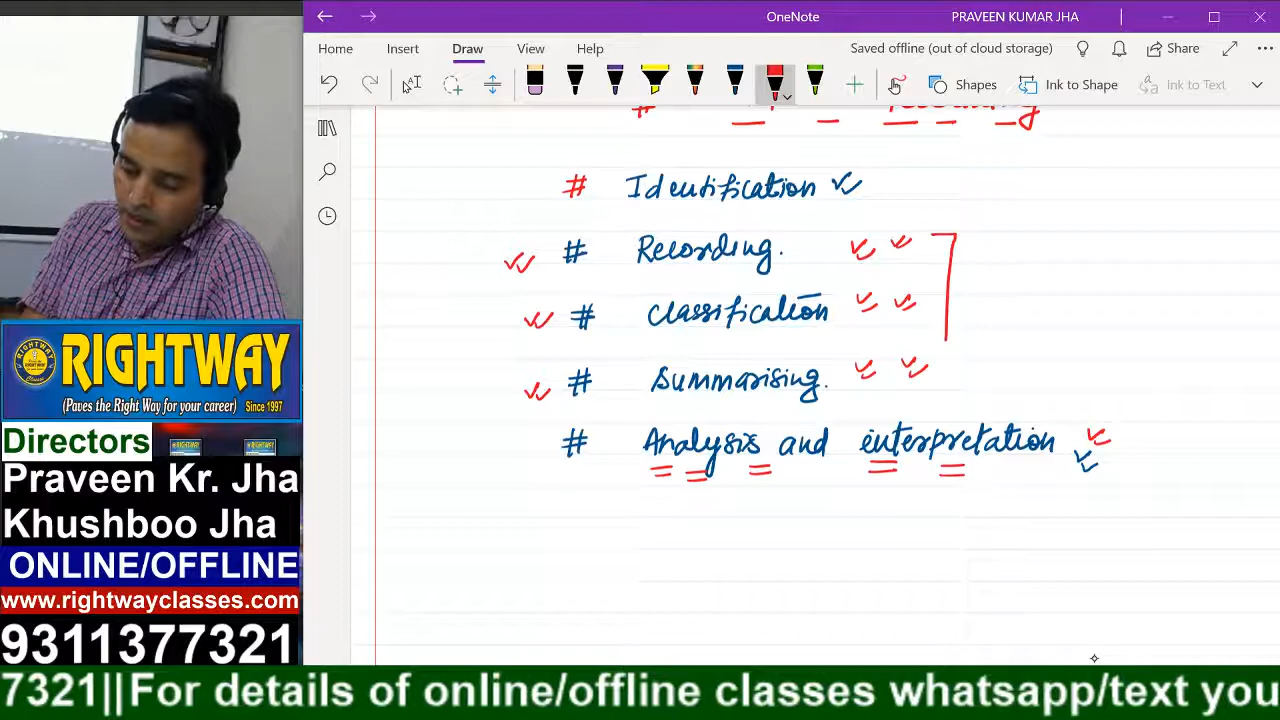 OneNote
PRAVEEN KUMAR JHA
Home Insert Draw View Help
Saved offline (out of cloud storage)
Share
Shapes
Ink to Shape
Ink to Text
#
# Identification
# Recording.
# Classification
# Summarising.
# Analysis and interpretation
RIGHTWAY
(Paves the Right Way for your career) Since 1997
Directors
Praveen Kr. Jha
Khushboo Jha
ONLINE/OFFLINE
www.rightwayclasses.com
9311377321
7321||For details of online/offline classes whatsapp/text you